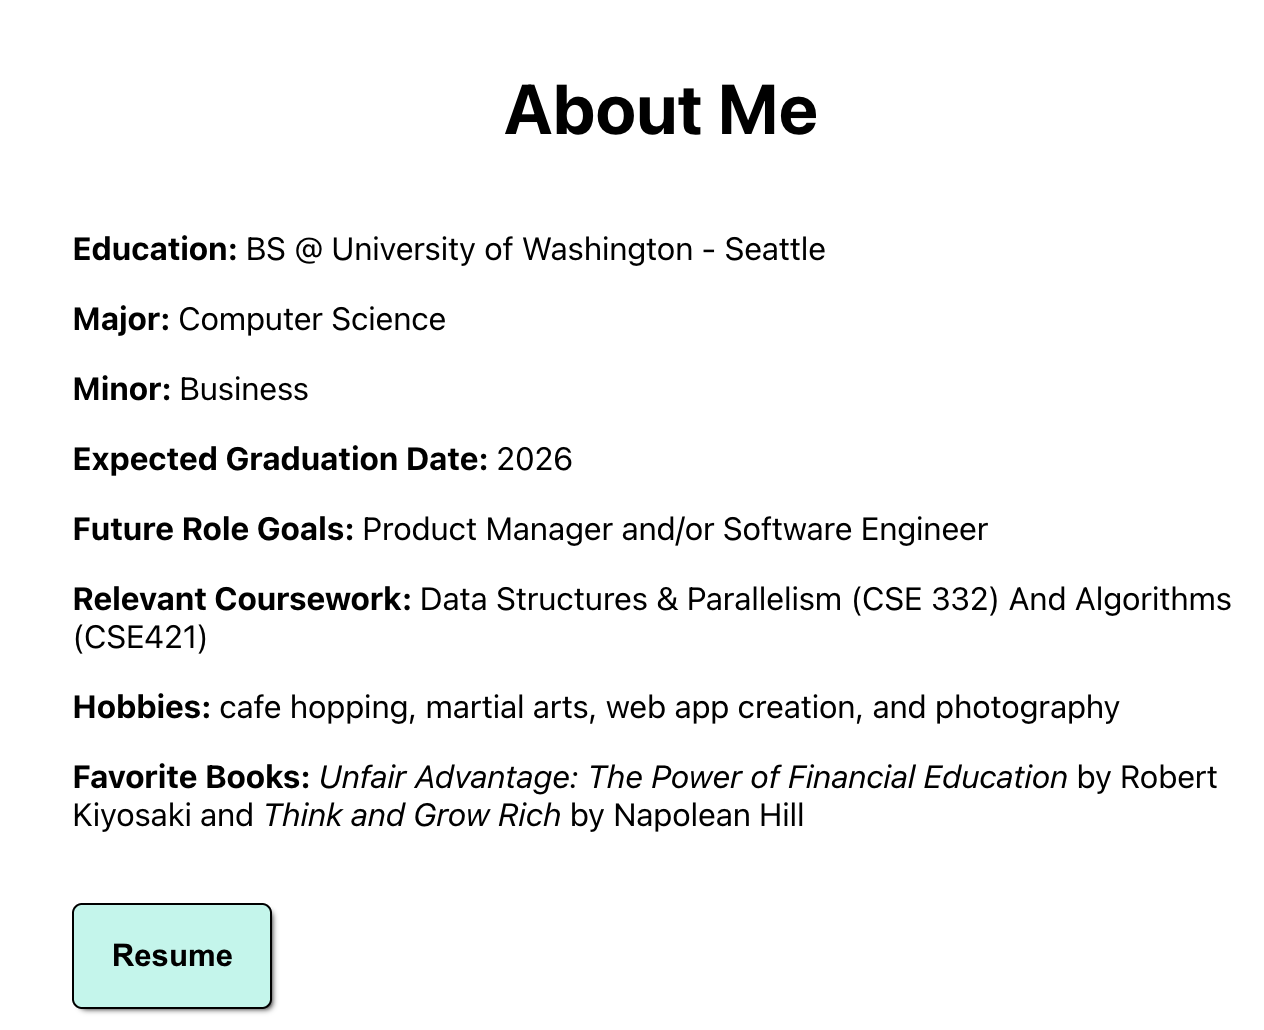 About Me
Education: BS @ University of Washington - Seattle
Major: Computer Science
Minor: Business
Expected Graduation Date: 2026
Future Role Goals: Product Manager and/or Software Engineer
Relevant Coursework: Data Structures & Parallelism (CSE 332) And Algorithms
(CSE421)
Hobbies: cafe hopping, martial arts, web app creation, and photography
Favorite Books: Unfair Advantage: The Power of Financial Education by Robert
Kiyosaki and Think and Grow Rich by Napolean Hill
Resume